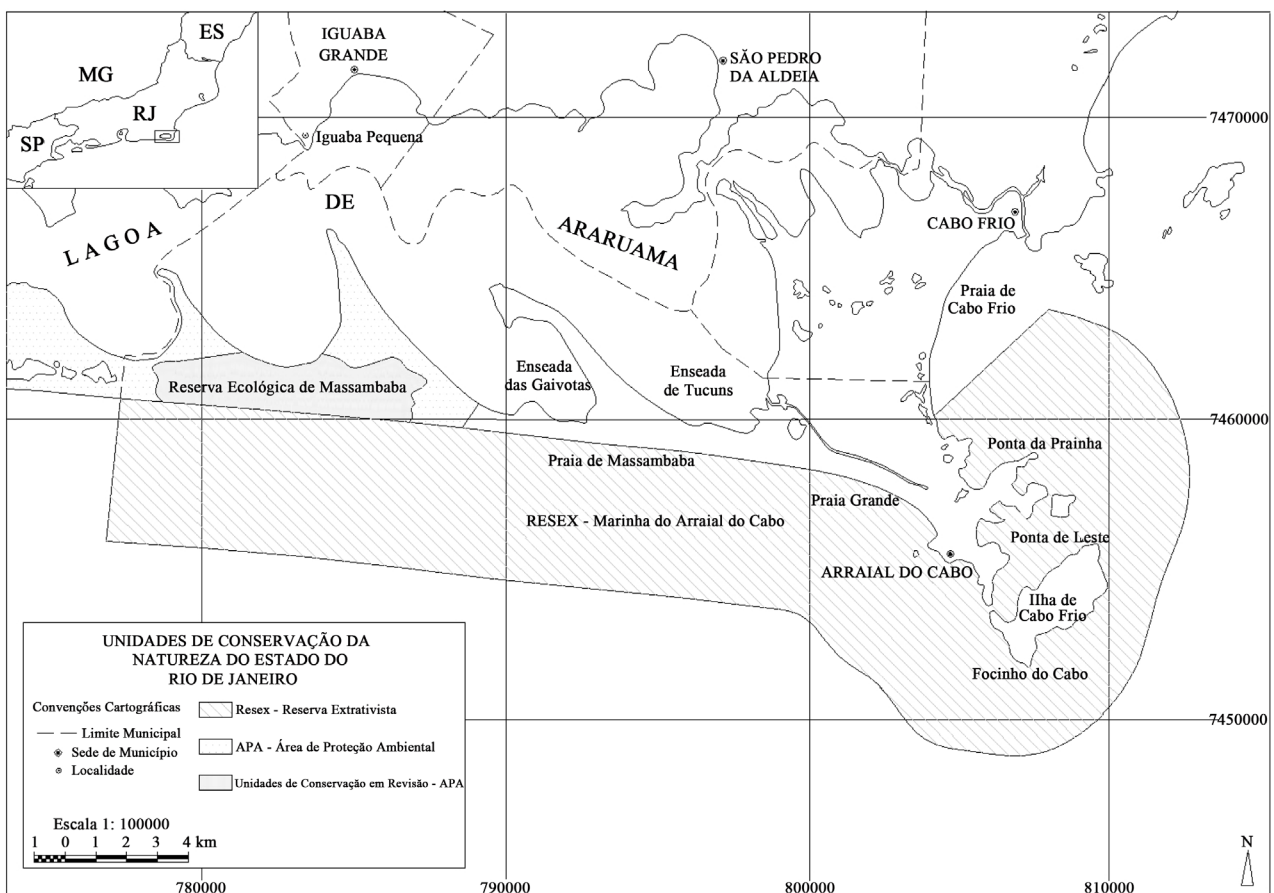 ES
MG
RJ
SP
IGUABA
GRANDE
Iguaba Pequena
SÃO PEDRO
DA ALDEIA
7470000
LAGOA
DE
ARARUAMA
CABO FRIO
Praia de
Cabo Frio
Reserva Ecológica de Massambaba
Enseada
das Gaivotas
Enseada
de Tucuns
7460000
Praia de Massambaba
Ponta da Prainha
Praia Grande
RESEX - Marinha do Arraial do Cabo
Ponta de Leste
ARRAIAL DO CABO
Ilha de
Cabo Frio
Focinho do Cabo
7450000
UNIDADES DE CONSERVAÇÃO DA
NATUREZA DO ESTADO DO
RIO DE JANEIRO
Convenções Cartográficas
Limite Municipal
Sede de Município
Localidade
Resex - Reserva Extrativista
APA - Área de Proteção Ambiental
Unidades de Conservação em Revisão - APA
Escala 1: 100000
1 0 1 2 3 4 km
N
780000
790000
800000
810000